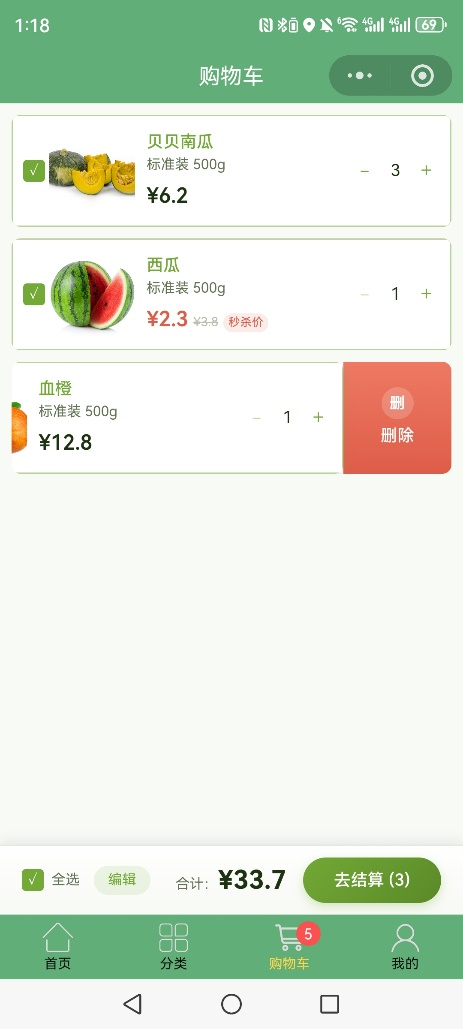 1:18
6 4G 4G 69
购物车
贝贝南瓜
标准装 500g
¥6.2
− 3 +
西瓜
标准装 500g
¥2.3 ¥3.8 秒杀价
− 1 +
血橙
标准装 500g
¥12.8
− 1 +
删
删除
全选 编辑 合计: ¥33.7 去结算 (3)
5
首页 分类 购物车 我的